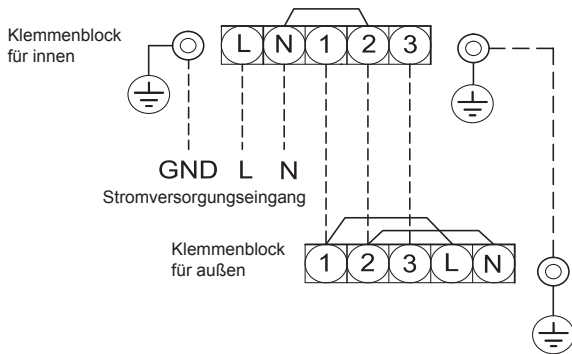 Klemmenblock
für innen
L N 1 2 3
GND L N
Stromversorgungseingang
Klemmenblock
für außen
1 2 3 L N